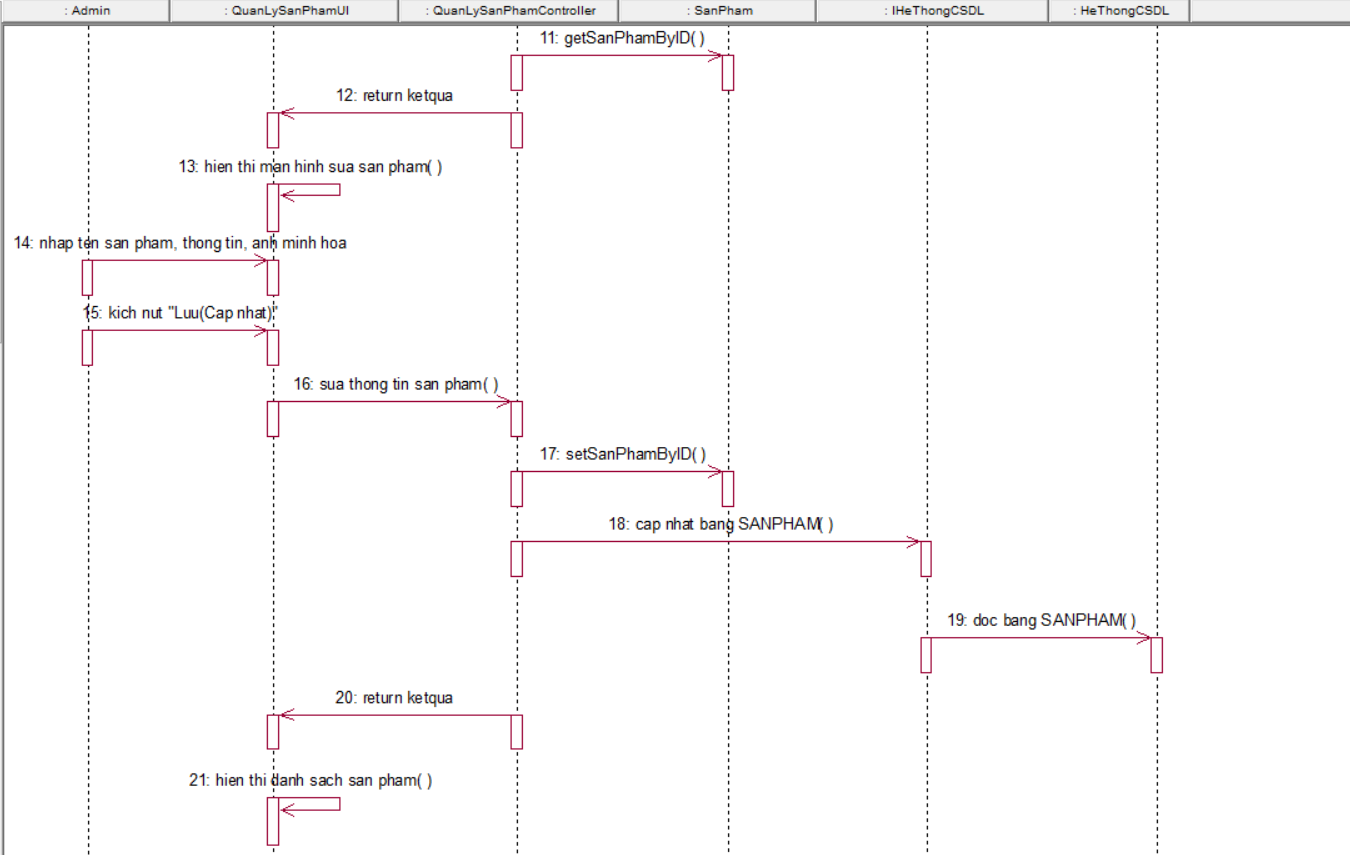 : Admin
: QuanLySanPhamUI
: QuanLySanPhamController
: SanPham
: IHeThongCSDL
: HeThongCSDL
11: getSanPhamByID( )
12: return ketqua
13: hien thi man hinh sua san pham( )
14: nhap ten san pham, thong tin, anh minh hoa
15: kich nut "Luu(Cap nhat)"
16: sua thong tin san pham( )
17: setSanPhamByID( )
18: cap nhat bang SANPHAM( )
19: doc bang SANPHAM( )
20: return ketqua
21: hien thi danh sach san pham( )